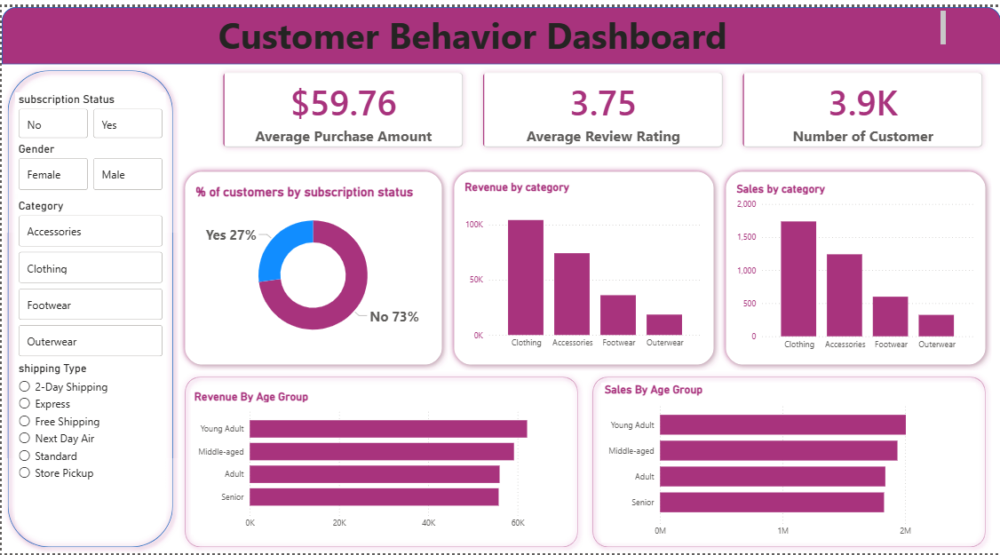 Customer Behavior Dashboard
subscription Status
No
Yes
Gender
Female
Male
Category
Accessories
Clothing
Footwear
Outerwear
shipping Type
2-Day Shipping
Express
Free Shipping
Next Day Air
Standard
Store Pickup
$59.76
Average Purchase Amount
3.75
Average Review Rating
3.9K
Number of Customer
% of customers by subscription status
Yes 27%
No 73%
Revenue by category
100K
50K
0K
Clothing
Accessories
Footwear
Outerwear
Sales by category
2,000
1,500
1,000
500
0
Clothing
Accessories
Footwear
Outerwear
Revenue By Age Group
Young Adult
Middle-aged
Adult
Senior
0K
20K
40K
60K
Sales By Age Group
Young Adult
Middle-aged
Adult
Senior
0M
1M
2M